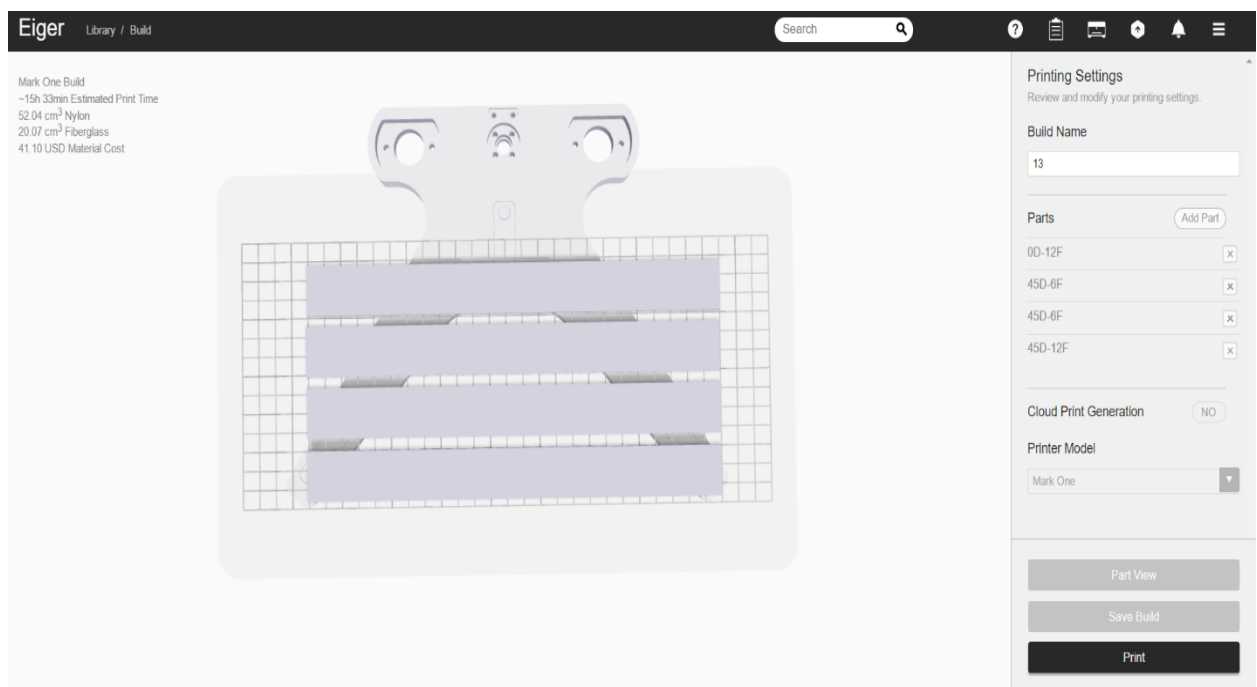 Eiger Library / Build Search ?
Mark One Build
~15h 33min Estimated Print Time
52.04 cm³ Nylon
20.07 cm³ Fiberglass
41.10 USD Material Cost
Printing Settings
Review and modify your printing settings.
Build Name
13
Parts Add Part
0D-12F x
45D-6F x
45D-6F x
45D-12F x
Cloud Print Generation NO
Printer Model
Mark One
Part View
Save Build
Print